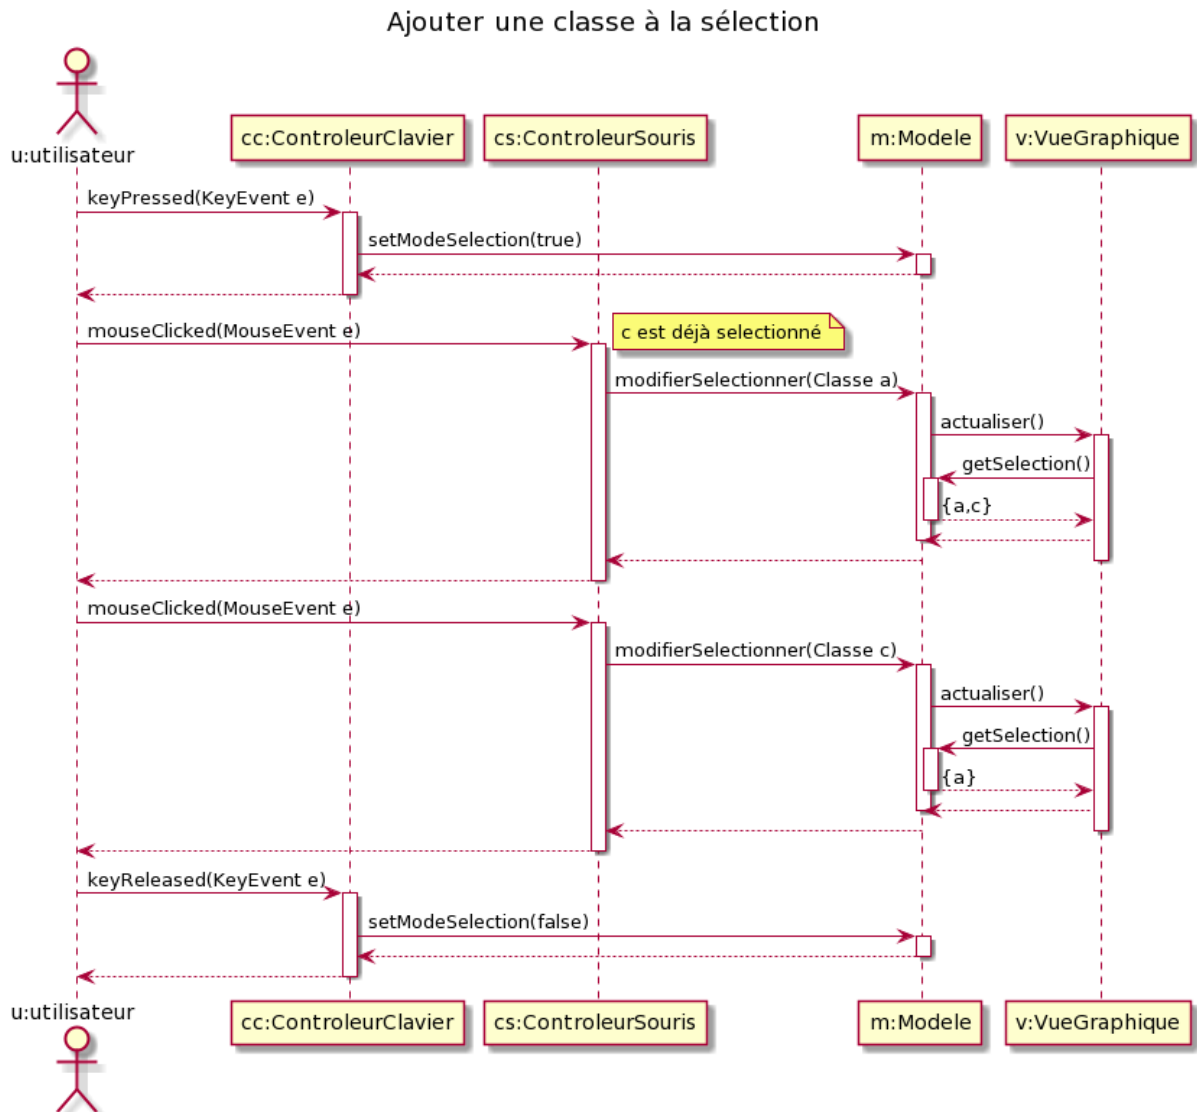 Ajouter une classe à la sélection
u:utilisateur
cc:ControleurClavier
cs:ControleurSouris
m:Modele
v:VueGraphique
keyPressed(KeyEvent e)
setModeSelection(true)
mouseClicked(MouseEvent e)
c est déjà selectionné
modifierSelectionner(Classe a)
actualiser()
getSelection()
{a,c}
mouseClicked(MouseEvent e)
modifierSelectionner(Classe c)
actualiser()
getSelection()
{a}
keyReleased(KeyEvent e)
setModeSelection(false)
u:utilisateur
cc:ControleurClavier
cs:ControleurSouris
m:Modele
v:VueGraphique